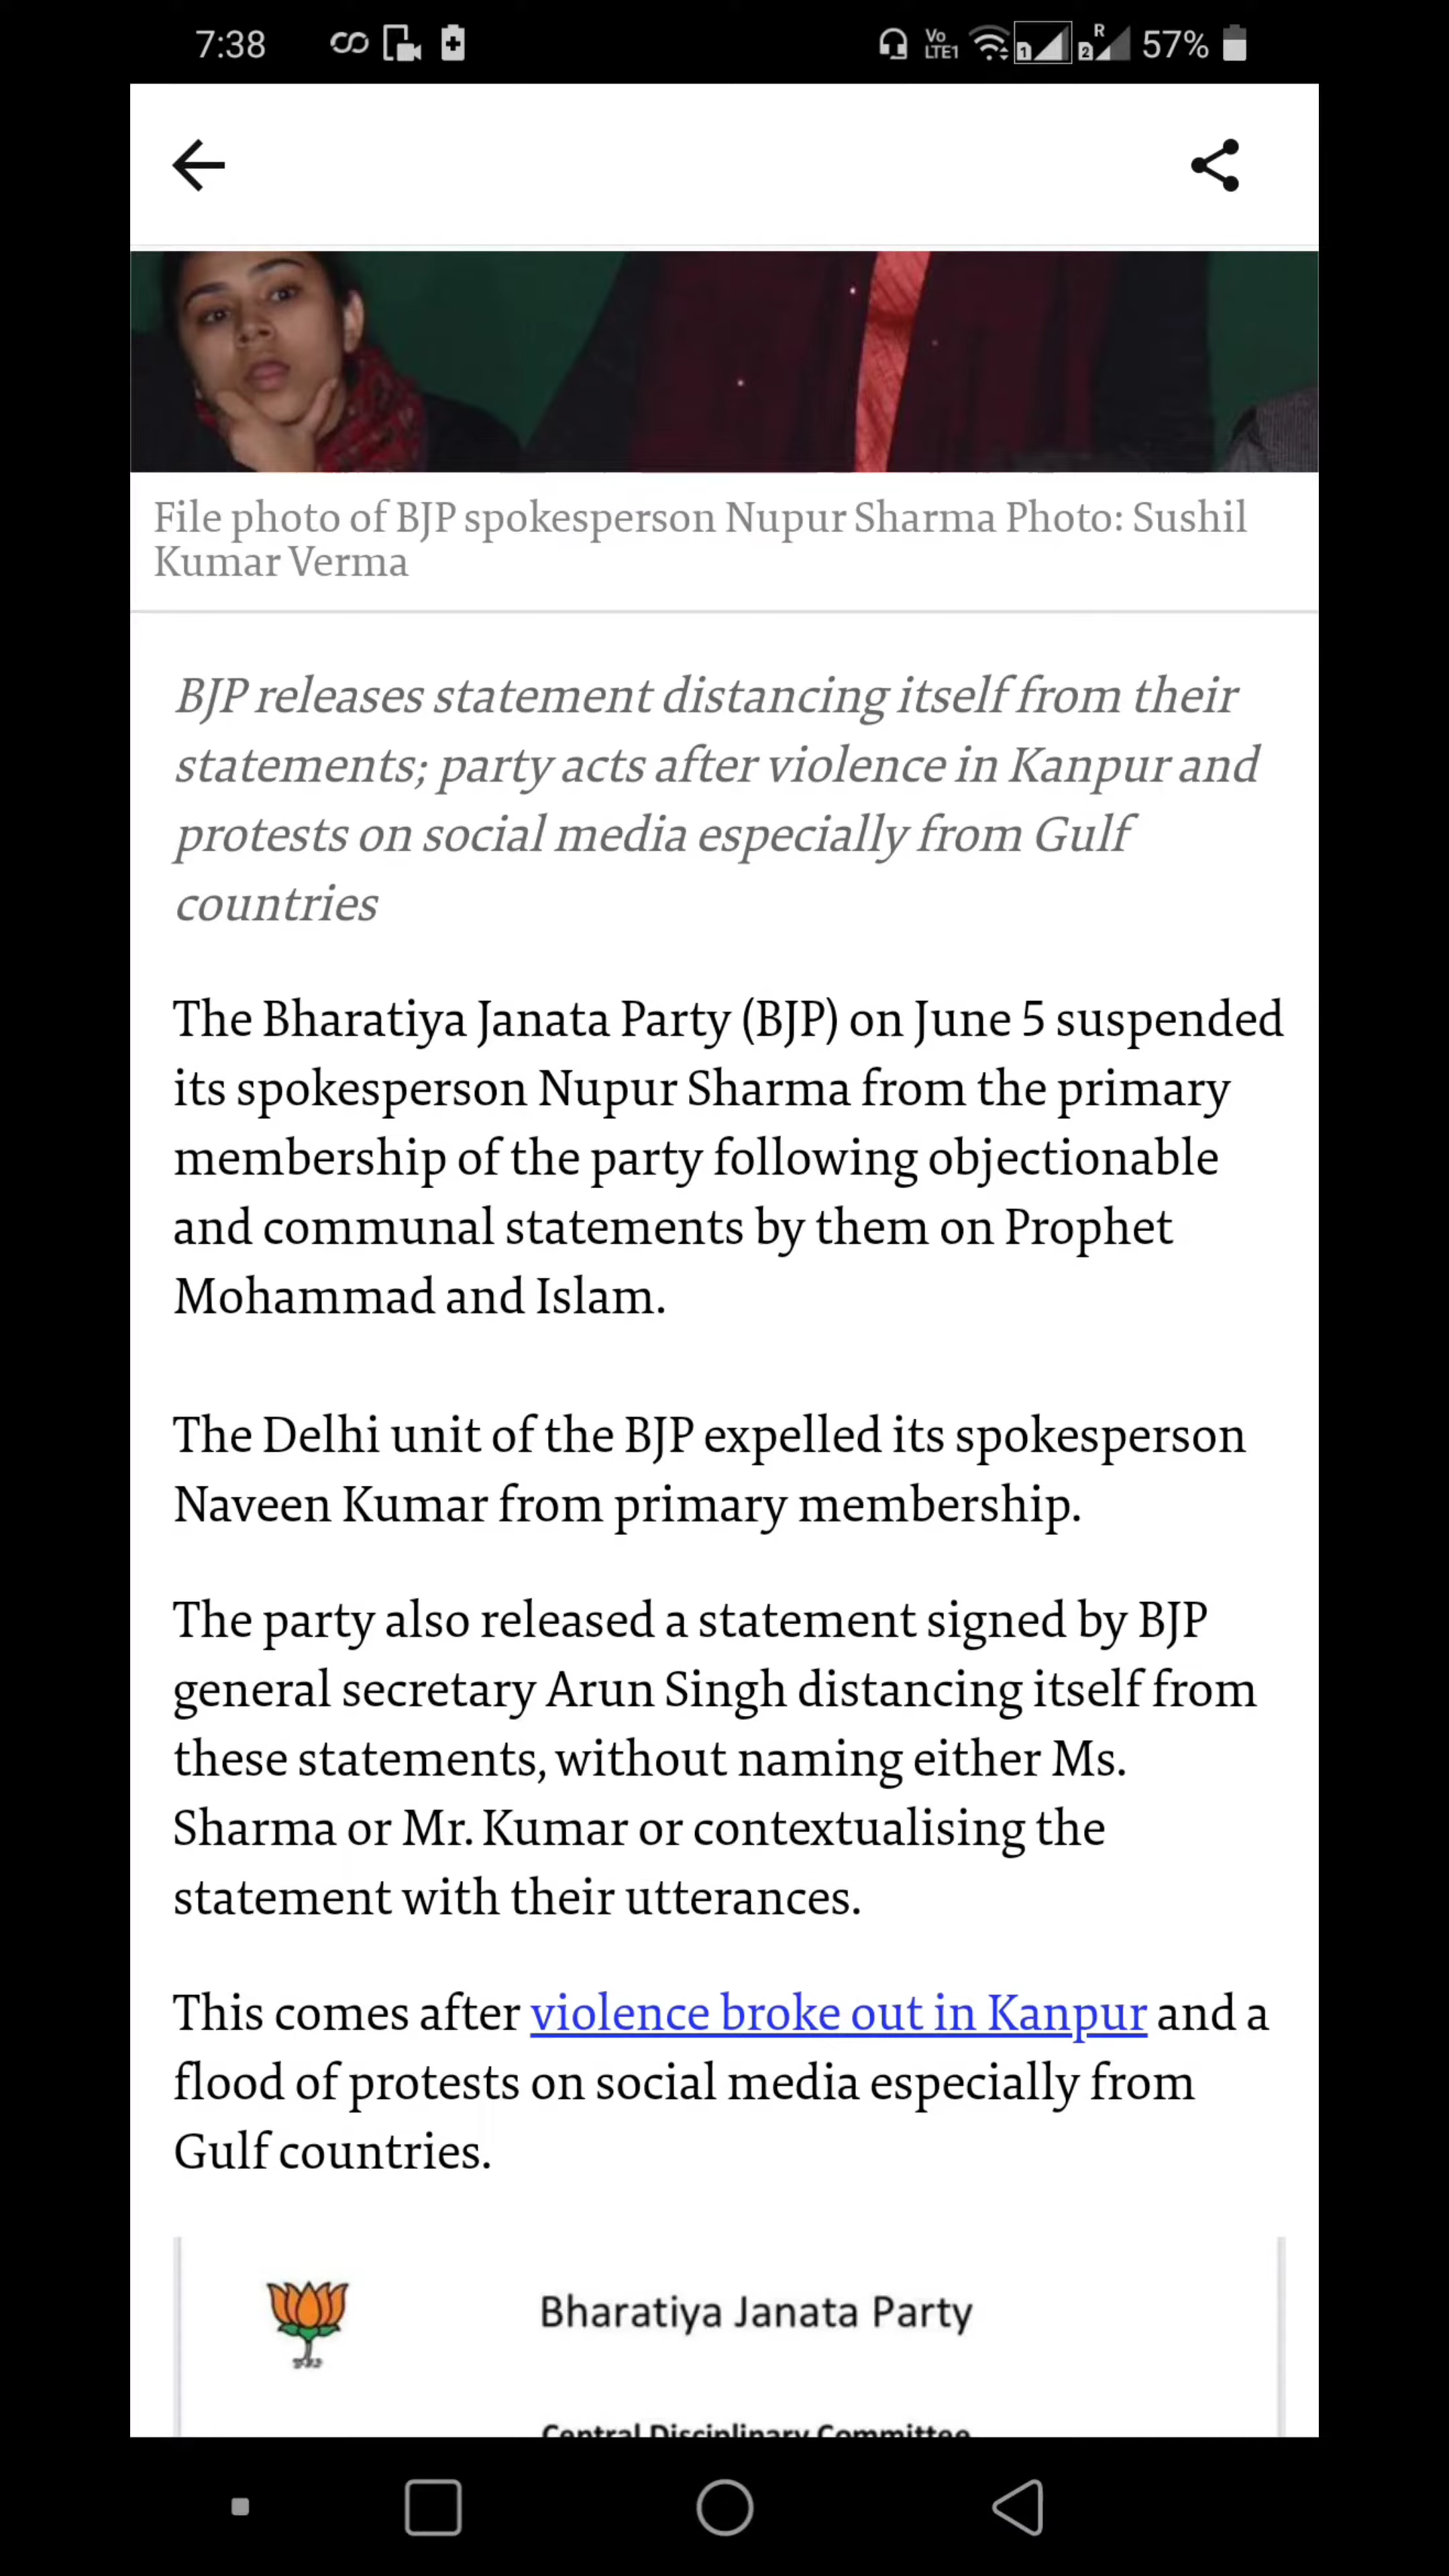 7:38
Vo
LTE1
1
R
2
57%
File photo of BJP spokesperson Nupur Sharma Photo: Sushil
Kumar Verma
BJP releases statement distancing itself from their
statements; party acts after violence in Kanpur and
protests on social media especially from Gulf
countries
The Bharatiya Janata Party (BJP) on June 5 suspended
its spokesperson Nupur Sharma from the primary
membership of the party following objectionable
and communal statements by them on Prophet
Mohammad and Islam.
The Delhi unit of the BJP expelled its spokesperson
Naveen Kumar from primary membership.
The party also released a statement signed by BJP
general secretary Arun Singh distancing itself from
these statements, without naming either Ms.
Sharma or Mr. Kumar or contextualising the
statement with their utterances.
This comes after violence broke out in Kanpur and a
flood of protests on social media especially from
Gulf countries.
Bharatiya Janata Party
Central Disciplinary Committee